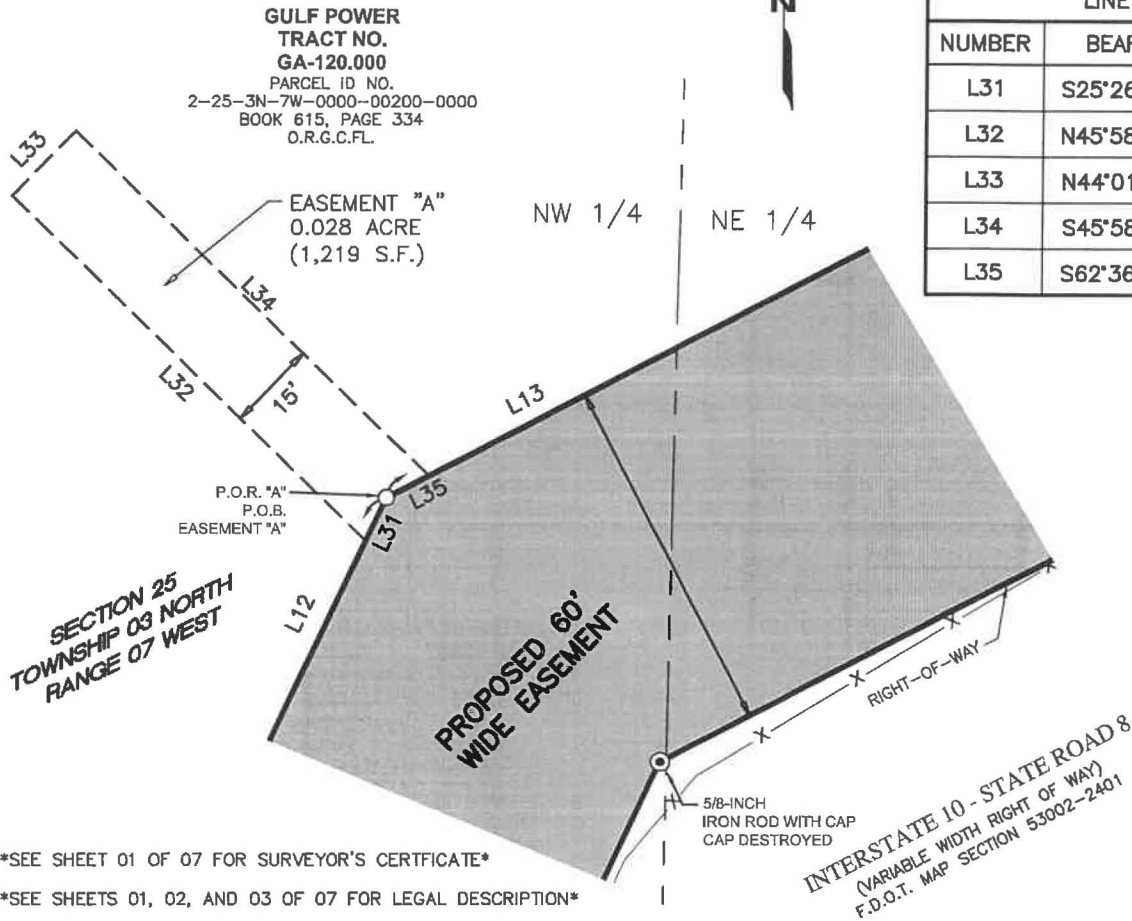 GULF POWER
TRACT NO.
GA-120.000
PARCEL ID NO.
2-25-3N-7W-0000-00200-0000
BOOK 615, PAGE 334
O.R.G.C.FL.
N
LINE
NUMBER
L31 S25°26
L32 N45°58
L33 N44°01
L34 S45°58
L35 S62°36
L33
EASEMENT "A"
0.028 ACRE
(1,219 S.F.)
NW 1/4
NE 1/4
L34
L32
15'
L13
P.O.R. "A"
P.O.B.
EASEMENT "A"
L35
L31
L12
SECTION 25
TOWNSHIP 03 NORTH
RANGE 07 WEST
PROPOSED 60'
WIDE EASEMENT
X
X
X
X
RIGHT-OF-WAY
5/8-INCH
IRON ROD WITH CAP
CAP DESTROYED
INTERSTATE 10 - STATE ROAD 8
(VARIABLE WIDTH RIGHT OF WAY)
F.D.O.T. MAP SECTION 53002-2401
*SEE SHEET 01 OF 07 FOR SURVEYOR'S CERTFICATE*
*SEE SHEETS 01, 02, AND 03 OF 07 FOR LEGAL DESCRIPTION*